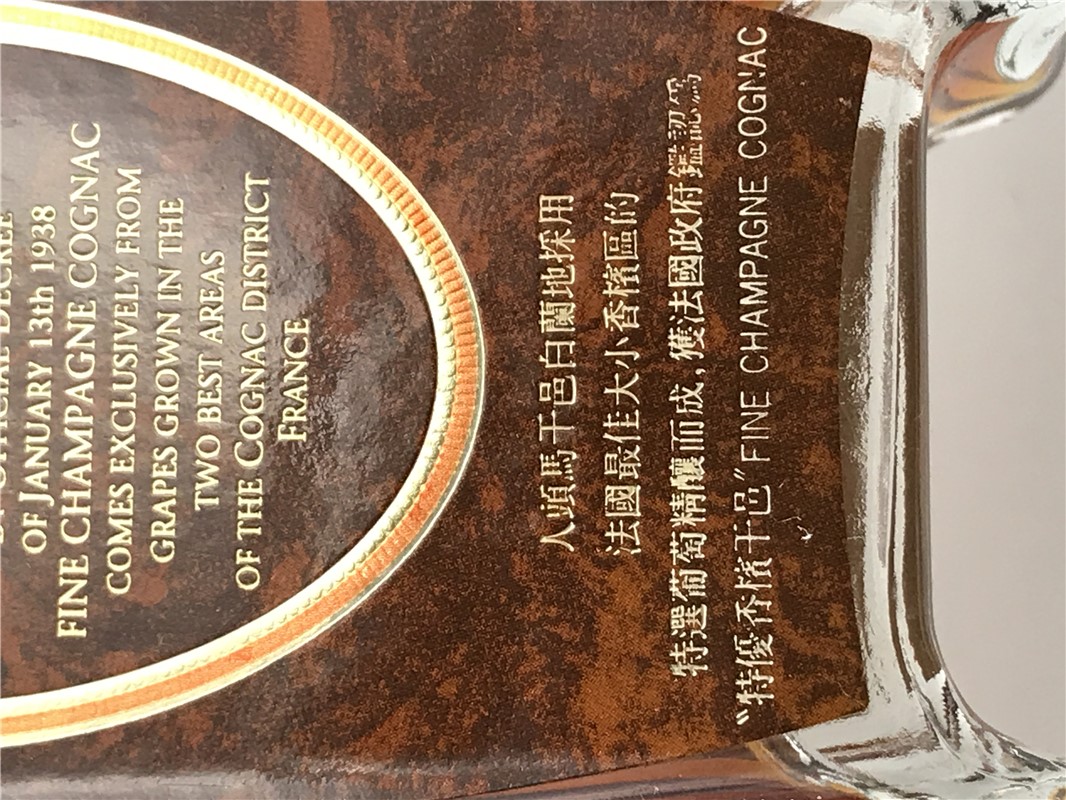 OF JANUARY 13th 1938
FINE CHAMPAGNE COGNAC
COMES EXCLUSIVELY FROM
GRAPES GROWN IN THE
TWO BEST AREAS
OF THE COGNAC DISTRICT
FRANCE
人頭馬干邑白蘭地採用
法國最佳大小香檳區的
特選葡萄精釀而成,獲法國政府鑑認為
“特優香檳干邑”FINE CHAMPAGNE COGNAC